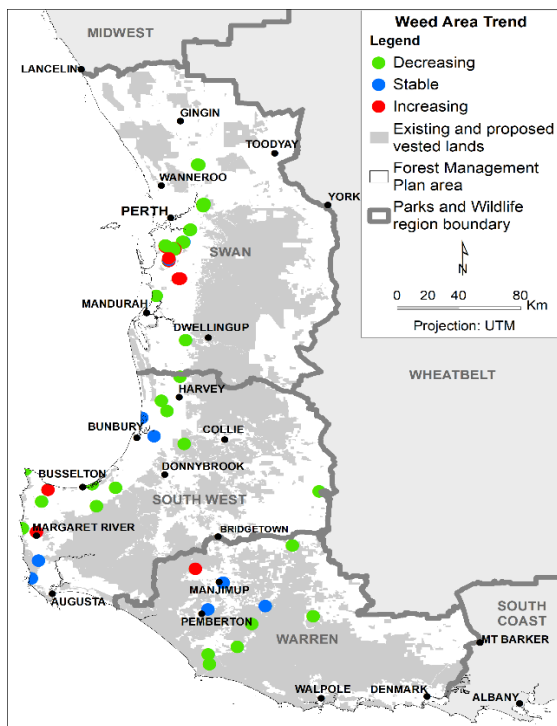 Weed Area Trend
Legend
Decreasing
Stable
Increasing
Existing and proposed
vested lands
Forest Management
Plan area
Parks and Wildlife
region boundary
N
0 20 40 80
Km
Projection: UTM
MIDWEST
LANCELIN
GINGIN
TOODYAY
WANNEROO
YORK
PERTH
SWAN
MANDURAH
DWELLINGUP
WHEATBELT
HARVEY
BUNBURY
COLLIE
BUSSELTON
DONNYBROOK
SOUTH WEST
MARGARET RIVER
BRIDGETOWN
MANJIMUP
AUGUSTA
PEMBERTON
SOUTH
COAST
WARREN
MT BARKER
WALPOLE
DENMARK
ALBANY